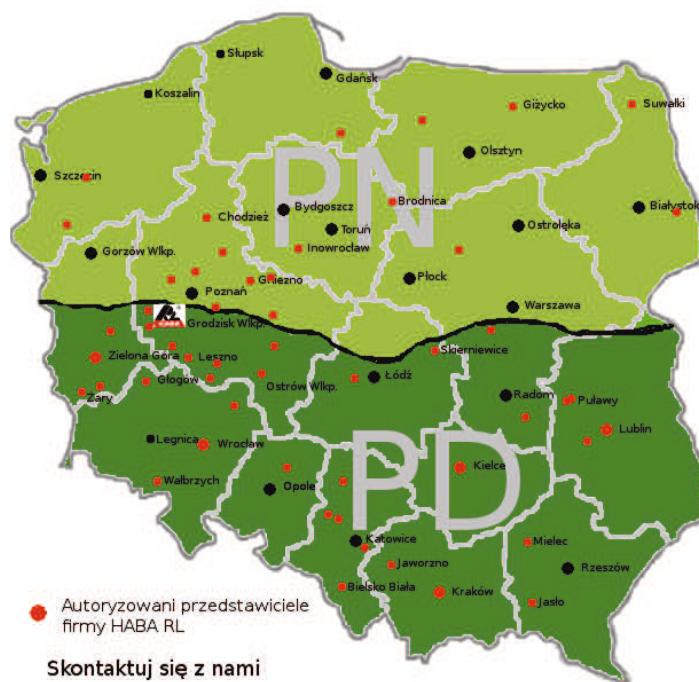 Słupsk
Gdańsk
Koszalin
Giżycko
Suwałki
Olsztyn
Szczecin
PN
Brodnica
Białystok
Bydgoszcz
Chodzież
Toruń
Ostrołęka
Inowrocław
Gorzów Wlkp.
Gniezno
Płock
Poznań
Warszawa
Grodzisk Wlkp.
Skierniewice
Zielona Góra
Leszno
Łódź
Głogów
Ostrów Wlkp.
Żary
Radom
Puławy
Lublin
Legnica
Wrocław
PD
Kielce
Wałbrzych
Opole
Katowice
Mielec
Jaworzno
Rzeszów
Bielsko Biała
Kraków
Jasło
Autoryzowani przedstawiciele
firmy HABA RL
Skontaktuj się z nami